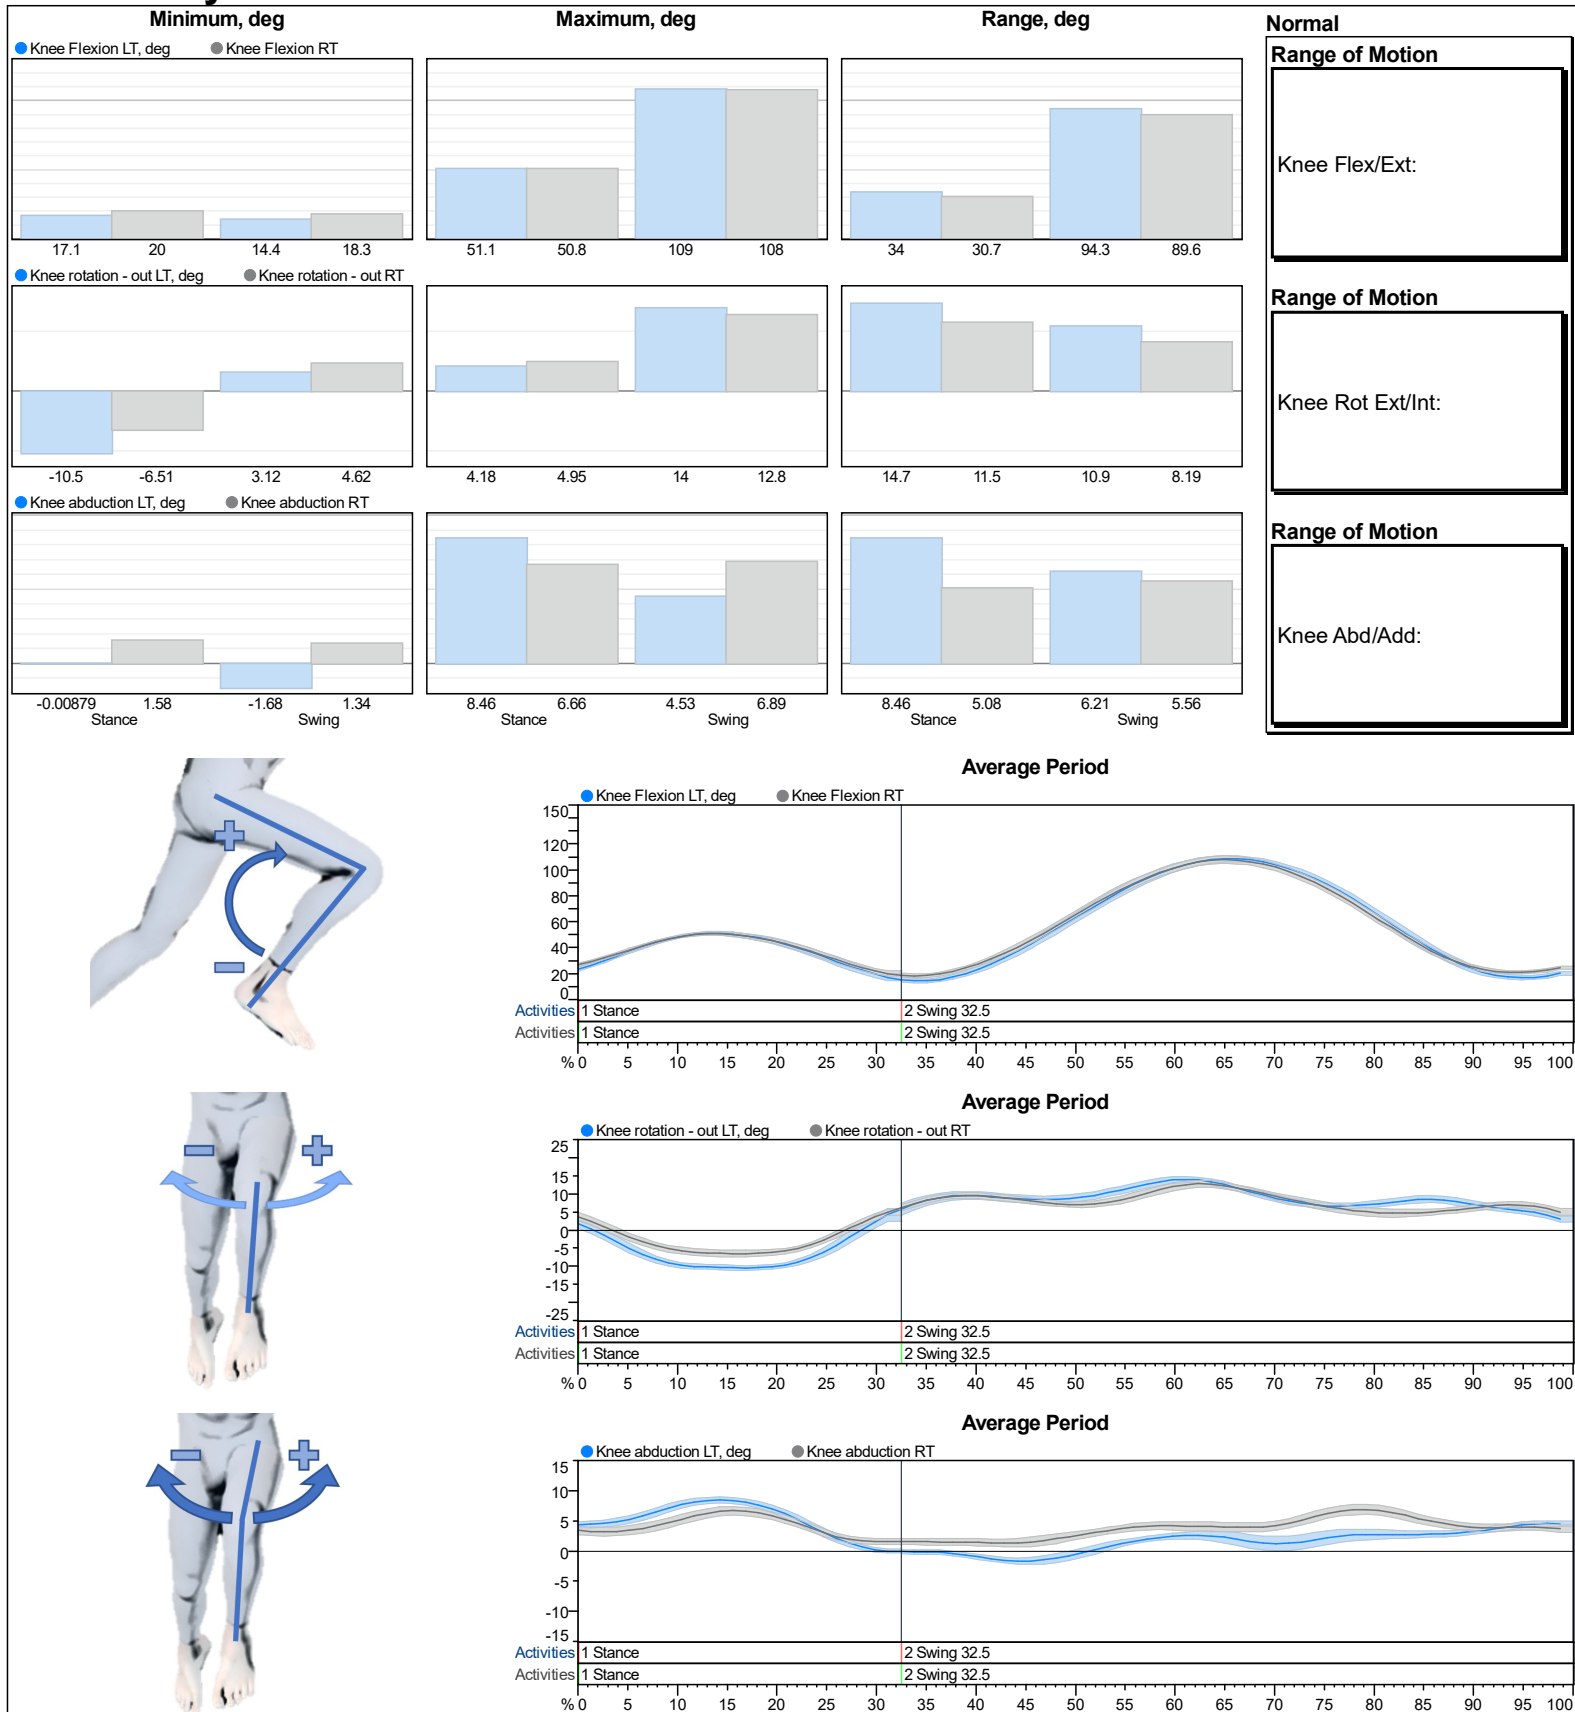 Minimum, deg
Maximum, deg
Range, deg
Normal
Knee Flexion LT, deg Knee Flexion RT
17.1 20 14.4 18.3
51.1 50.8 109 108
34 30.7 94.3 89.6
Range of Motion
Knee Flex/Ext:
Knee rotation - out LT, deg Knee rotation - out RT
-10.5 -6.51 3.12 4.62
4.18 4.95 14 12.8
14.7 11.5 10.9 8.19
Range of Motion
Knee Rot Ext/Int:
Knee abduction LT, deg Knee abduction RT
-0.00879 1.58 -1.68 1.34
Stance Swing
8.46 6.66 4.53 6.89
Stance Swing
8.46 5.08 6.21 5.56
Stance Swing
Range of Motion
Knee Abd/Add:
Average Period
Knee Flexion LT, deg Knee Flexion RT
150
120
100
80
60
40
20
0
Activities 1 Stance 2 Swing 32.5
Activities 1 Stance 2 Swing 32.5
% 0 5 10 15 20 25 30 35 40 45 50 55 60 65 70 75 80 85 90 95 100
Average Period
Knee rotation - out LT, deg Knee rotation - out RT
25
15
10
5
0
-5
-10
-15
-25
Activities 1 Stance 2 Swing 32.5
Activities 1 Stance 2 Swing 32.5
% 0 5 10 15 20 25 30 35 40 45 50 55 60 65 70 75 80 85 90 95 100
Average Period
Knee abduction LT, deg Knee abduction RT
15
10
5
0
-5
-10
-15
Activities 1 Stance 2 Swing 32.5
Activities 1 Stance 2 Swing 32.5
% 0 5 10 15 20 25 30 35 40 45 50 55 60 65 70 75 80 85 90 95 100